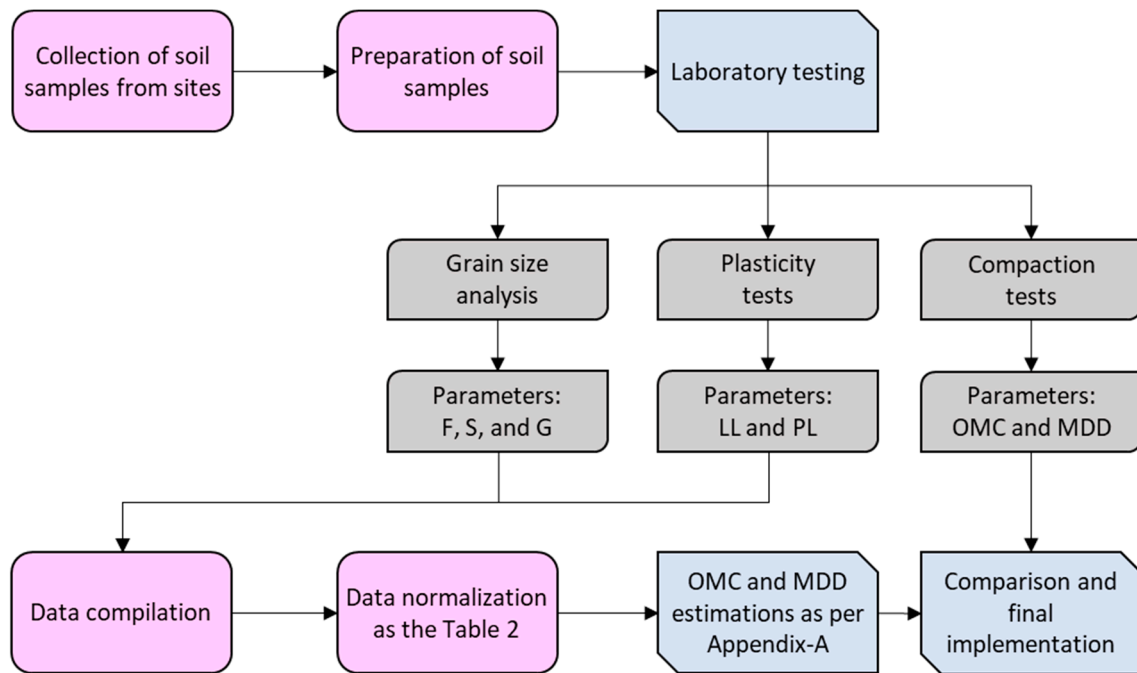 Collection of soil
samples from sites
Preparation of soil
samples
Laboratory testing
Grain size
analysis
Plasticity
tests
Compaction
tests
Parameters:
F, S, and G
Parameters:
LL and PL
Parameters:
OMC and MDD
Data compilation
Data normalization
as the Table 2
OMC and MDD
estimations as per
Appendix-A
Comparison and
final
implementation